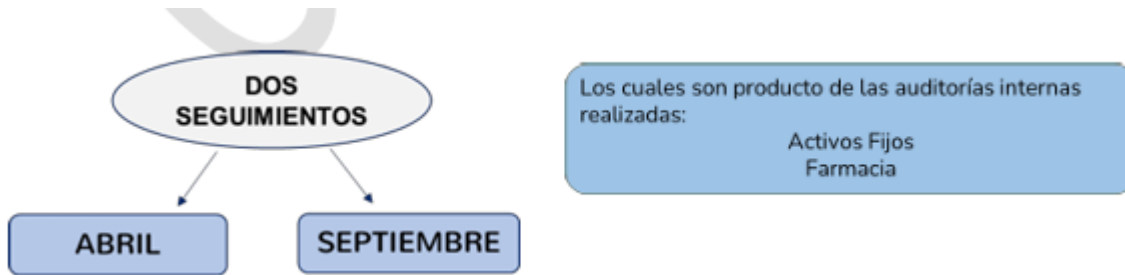 DOS
SEGUIMIENTOS
ABRIL
SEPTIEMBRE
Los cuales son producto de las auditorías internas
realizadas:
Activos Fijos
Farmacia